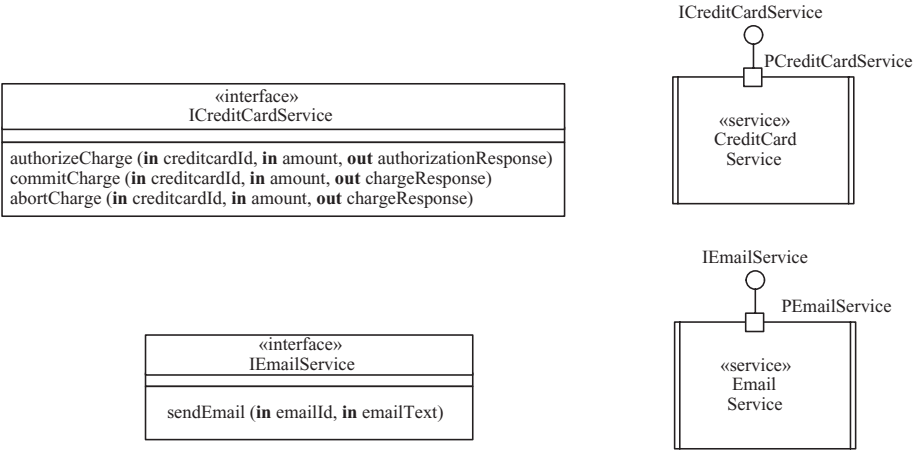 «interface»
ICreditCardService
authorizeCharge (in creditcardId, in amount, out authorizationResponse)
commitCharge (in creditcardId, in amount, out chargeResponse)
abortCharge (in creditcardId, in amount, out chargeResponse)
ICreditCardService
PCreditCardService
«service»
CreditCard
Service
«interface»
IEmailService
sendEmail (in emailId, in emailText)
IEmailService
PEmailService
«service»
Email
Service